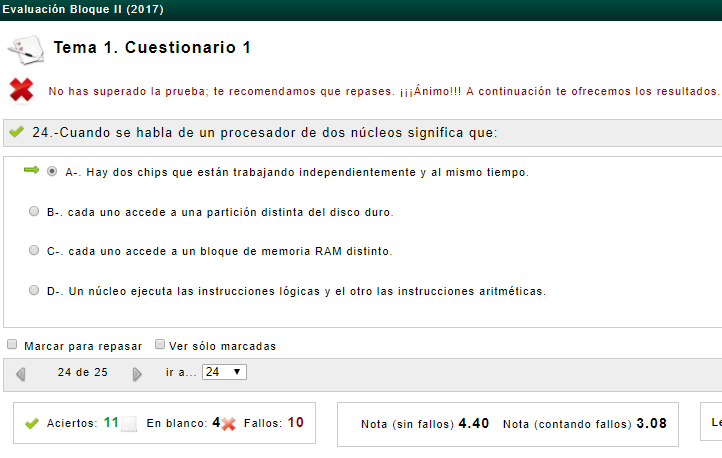 Evaluación Bloque II (2017)
Tema 1. Cuestionario 1
No has superado la prueba; te recomendamos que repases. ¡¡¡Ánimo!!! A continuación te ofrecemos los resultados.
24.-Cuando se habla de un procesador de dos núcleos significa que:
A-. Hay dos chips que están trabajando independientemente y al mismo tiempo.
B-. cada uno accede a una partición distinta del disco duro.
C-. cada uno accede a un bloque de memoria RAM distinto.
D-. Un núcleo ejecuta las instrucciones lógicas y el otro las instrucciones aritméticas.
Marcar para repasar Ver sólo marcadas
24 de 25 ir a... 24
Aciertos: 11 En blanco: 4 Fallos: 10 Nota (sin fallos) 4.40 Nota (contando fallos) 3.08 Le